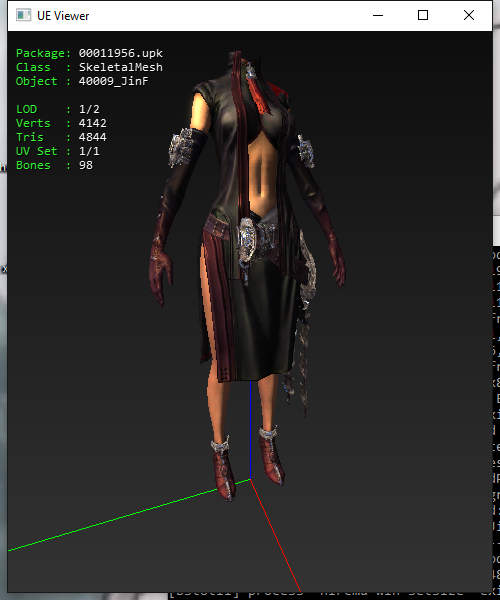 UE Viewer
Package: 00011956.upk
Class  : SkeletalMesh
Object : 40009_JinF
LOD    : 1/2
Verts  : 4142
Tris   : 4844
UV Set : 1/1
Bones  : 98